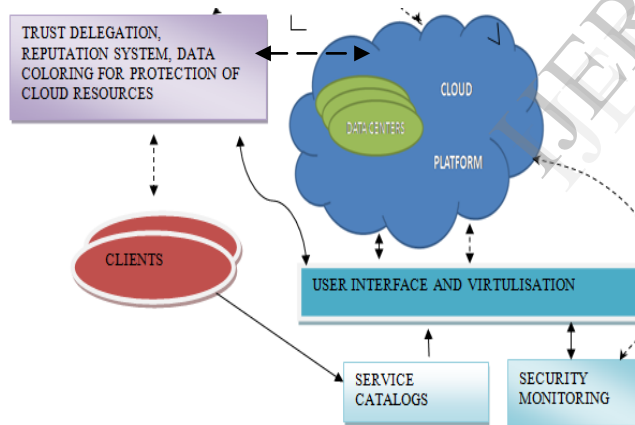 TRUST DELEGATION,
REPUTATION SYSTEM, DATA
COLORING FOR PROTECTION OF
CLOUD RESOURCES
CLOUD
DATA CENTERS
PLATFORM
IJER
CLIENTS
USER INTERFACE AND VIRTULISATION
SERVICE
CATALOGS
SECURITY
MONITORING